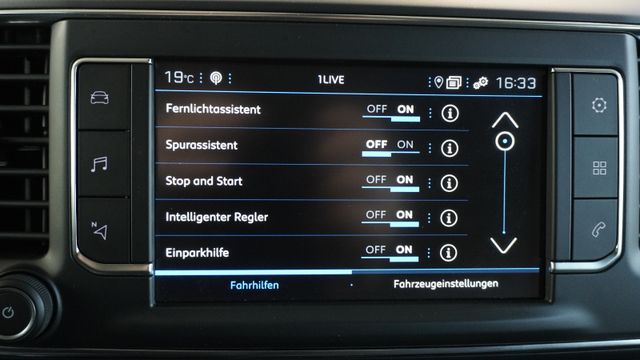 19°C 1LIVE 16:33
Fernlichtassistent OFF ON
Spurassistent OFF ON
Stop and Start OFF ON
Intelligenter Regler OFF ON
Einparkhilfe OFF ON
Fahrhilfen Fahrzeugeinstellungen
N